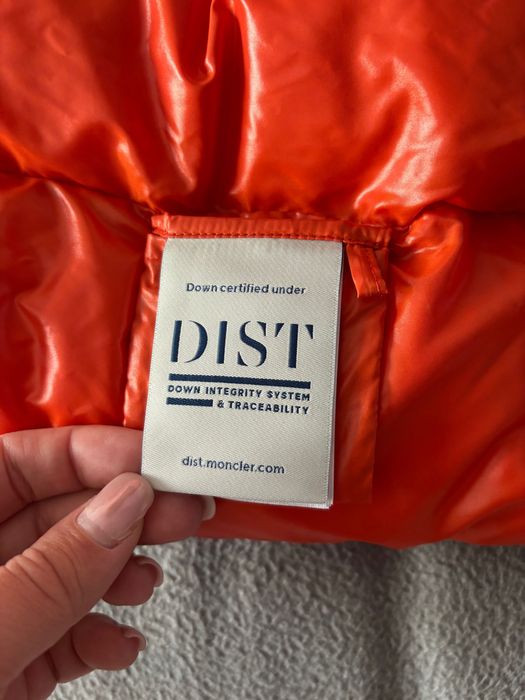 Down certified under
DIST
DOWN INTEGRITY SYSTEM
& TRACEABILITY
dist.moncler.com